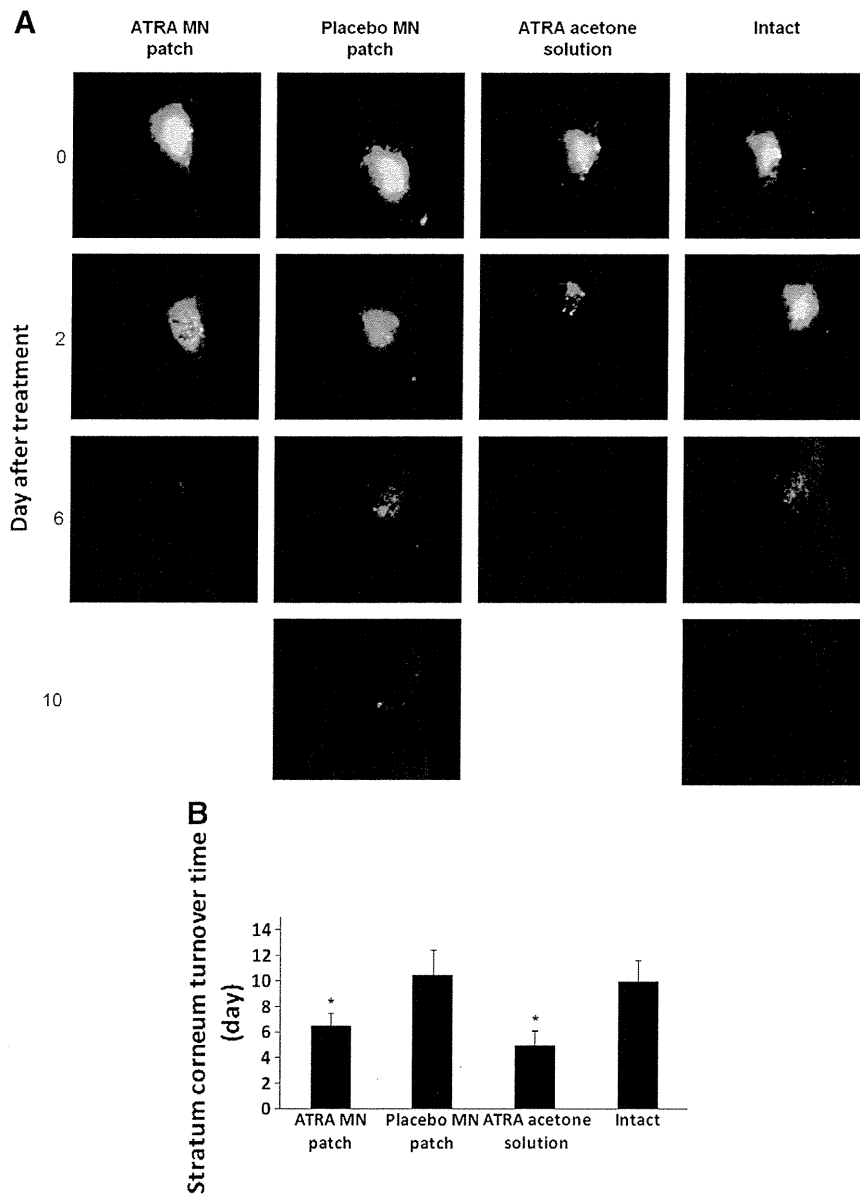 A
ATRA MN
patch
Placebo MN
patch
ATRA acetone
solution
Intact
Day after treatment
0
2
6
10
B
Stratum corneum turnover time
(day)
14
12
10
8
6
4
2
0
*
*
ATRA MN
patch
Placebo MN
patch
ATRA acetone
solution
Intact